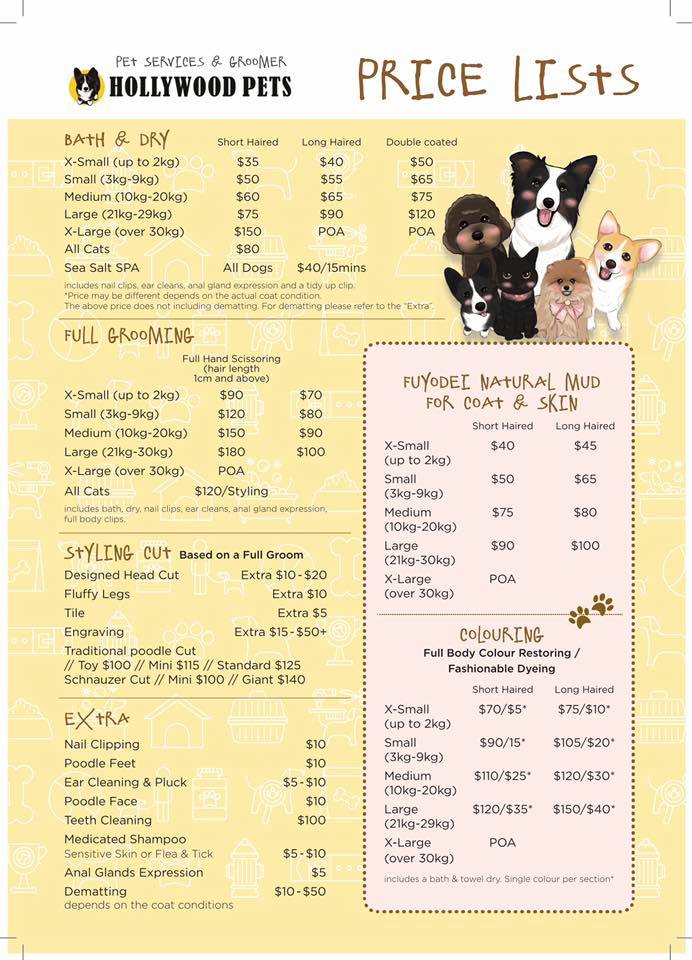 PET SERVICES & GROOMER
HOLLYWOOD PETS
PRICE LISTS
BATH & DRY Short Haired Long Haired Double coated
X-Small (up to 2kg) $35 $40 $50
Small (3kg-9kg) $50 $55 $65
Medium (10kg-20kg) $60 $65 $75
Large (21kg-29kg) $75 $90 $120
X-Large (over 30kg) $150 POA POA
All Cats $80
Sea Salt SPA All Dogs $40/15mins
includes nail clips, ear cleans, anal gland expression and a tidy up clip.
*Price may be different depends on the actual coat condition.
The above price does not including dematting. For dematting please refer to the "Extra".
FULL GROOMING
Full Hand Scissoring
(hair length
1cm and above)
X-Small (up to 2kg) $90 $70
Small (3kg-9kg) $120 $80
Medium (10kg-20kg) $150 $90
Large (21kg-30kg) $180 $100
X-Large (over 30kg) POA
All Cats $120/Styling
includes bath, dry, nail clips, ear cleans, anal gland expression,
full body clips.
STYLING CUT Based on a Full Groom
Designed Head Cut Extra $10-$20
Fluffy Legs Extra $10
Tile Extra $5
Engraving Extra $15-$50+
Traditional poodle Cut
// Toy $100 // Mini $115 // Standard $125
Schnauzer Cut // Mini $100 // Giant $140
EXTRA
Nail Clipping $10
Poodle Feet $10
Ear Cleaning & Pluck $5-$10
Poodle Face $10
Teeth Cleaning $100
Medicated Shampoo
Sensitive Skin or Flea & Tick $5-$10
Anal Glands Expression $5
Dematting $10-$50
depends on the coat conditions
FUYODEI NATURAL MUD
FOR COAT & SKIN
Short Haired Long Haired
X-Small $40 $45
(up to 2kg)
Small $50 $65
(3kg-9kg)
Medium $75 $80
(10kg-20kg)
Large $90 $100
(21kg-30kg)
X-Large POA
(over 30kg)
COLOURING
Full Body Colour Restoring /
Fashionable Dyeing
Short Haired Long Haired
X-Small $70/$5* $75/$10*
(up to 2kg)
Small $90/15* $105/$20*
(3kg-9kg)
Medium $110/$25* $120/$30*
(10kg-20kg)
Large $120/$35* $150/$40*
(21kg-29kg)
X-Large POA
(over 30kg)
includes a bath & towel dry. Single colour per section*